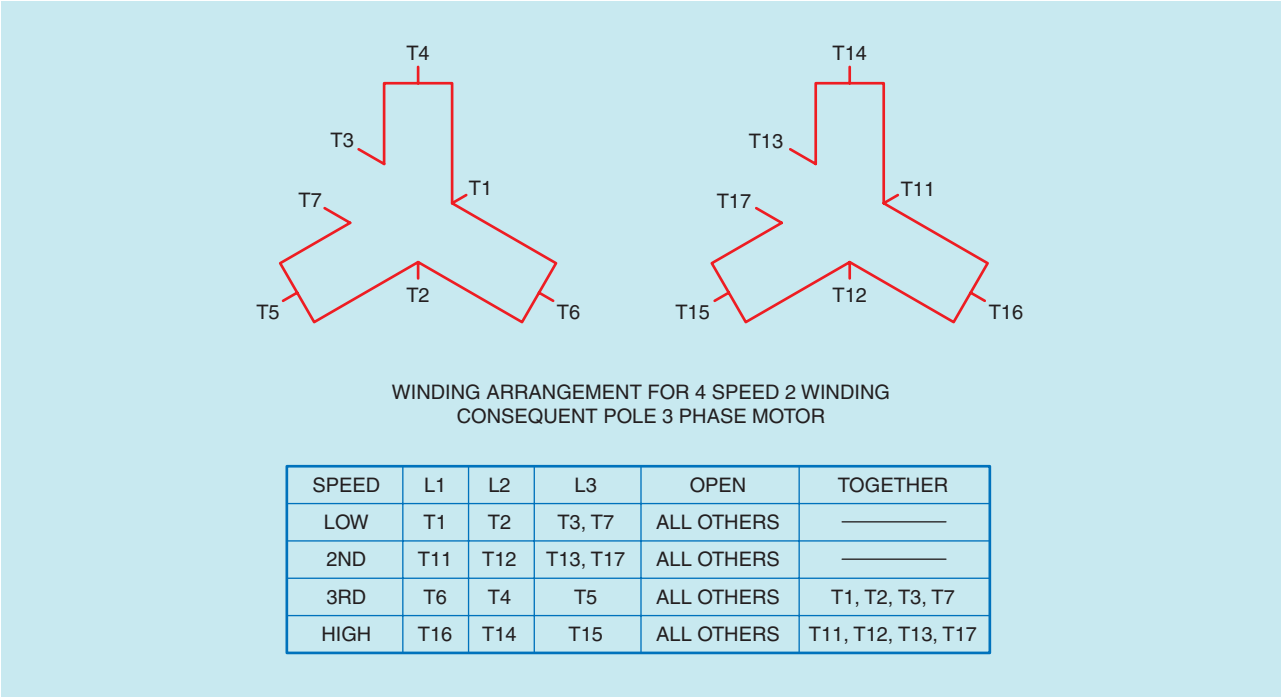 T4
T14
T3
T13
T1
T11
T7
T17
T2
T12
T5
T6
T15
T16
WINDING ARRANGEMENT FOR 4 SPEED 2 WINDING
CONSEQUENT POLE 3 PHASE MOTOR
SPEED L1 L2 L3 OPEN TOGETHER
LOW T1 T2 T3, T7 ALL OTHERS
2ND T11 T12 T13, T17 ALL OTHERS
3RD T6 T4 T5 ALL OTHERS T1, T2, T3, T7
HIGH T16 T14 T15 ALL OTHERS T11, T12, T13, T17